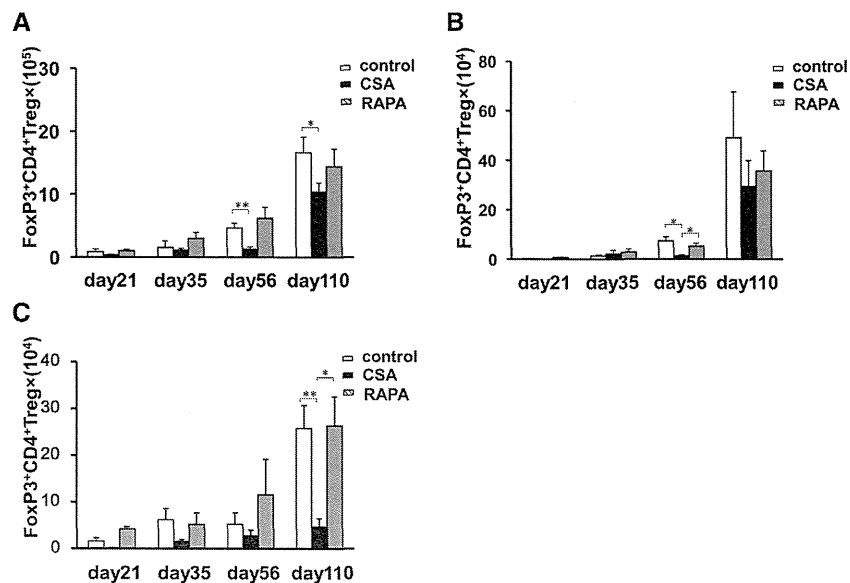 A
FoxP3⁺CD4⁺Treg×(10⁵)
30
20
10
0
control
CSA
RAPA
**
*
day21 day35 day56 day110
B
FoxP3⁺CD4⁺Treg×(10⁴)
80
60
40
20
0
control
CSA
RAPA
* *
day21 day35 day56 day110
C
FoxP3⁺CD4⁺Treg×(10⁴)
40
30
20
10
0
control
CSA
RAPA
** *
day21 day35 day56 day110